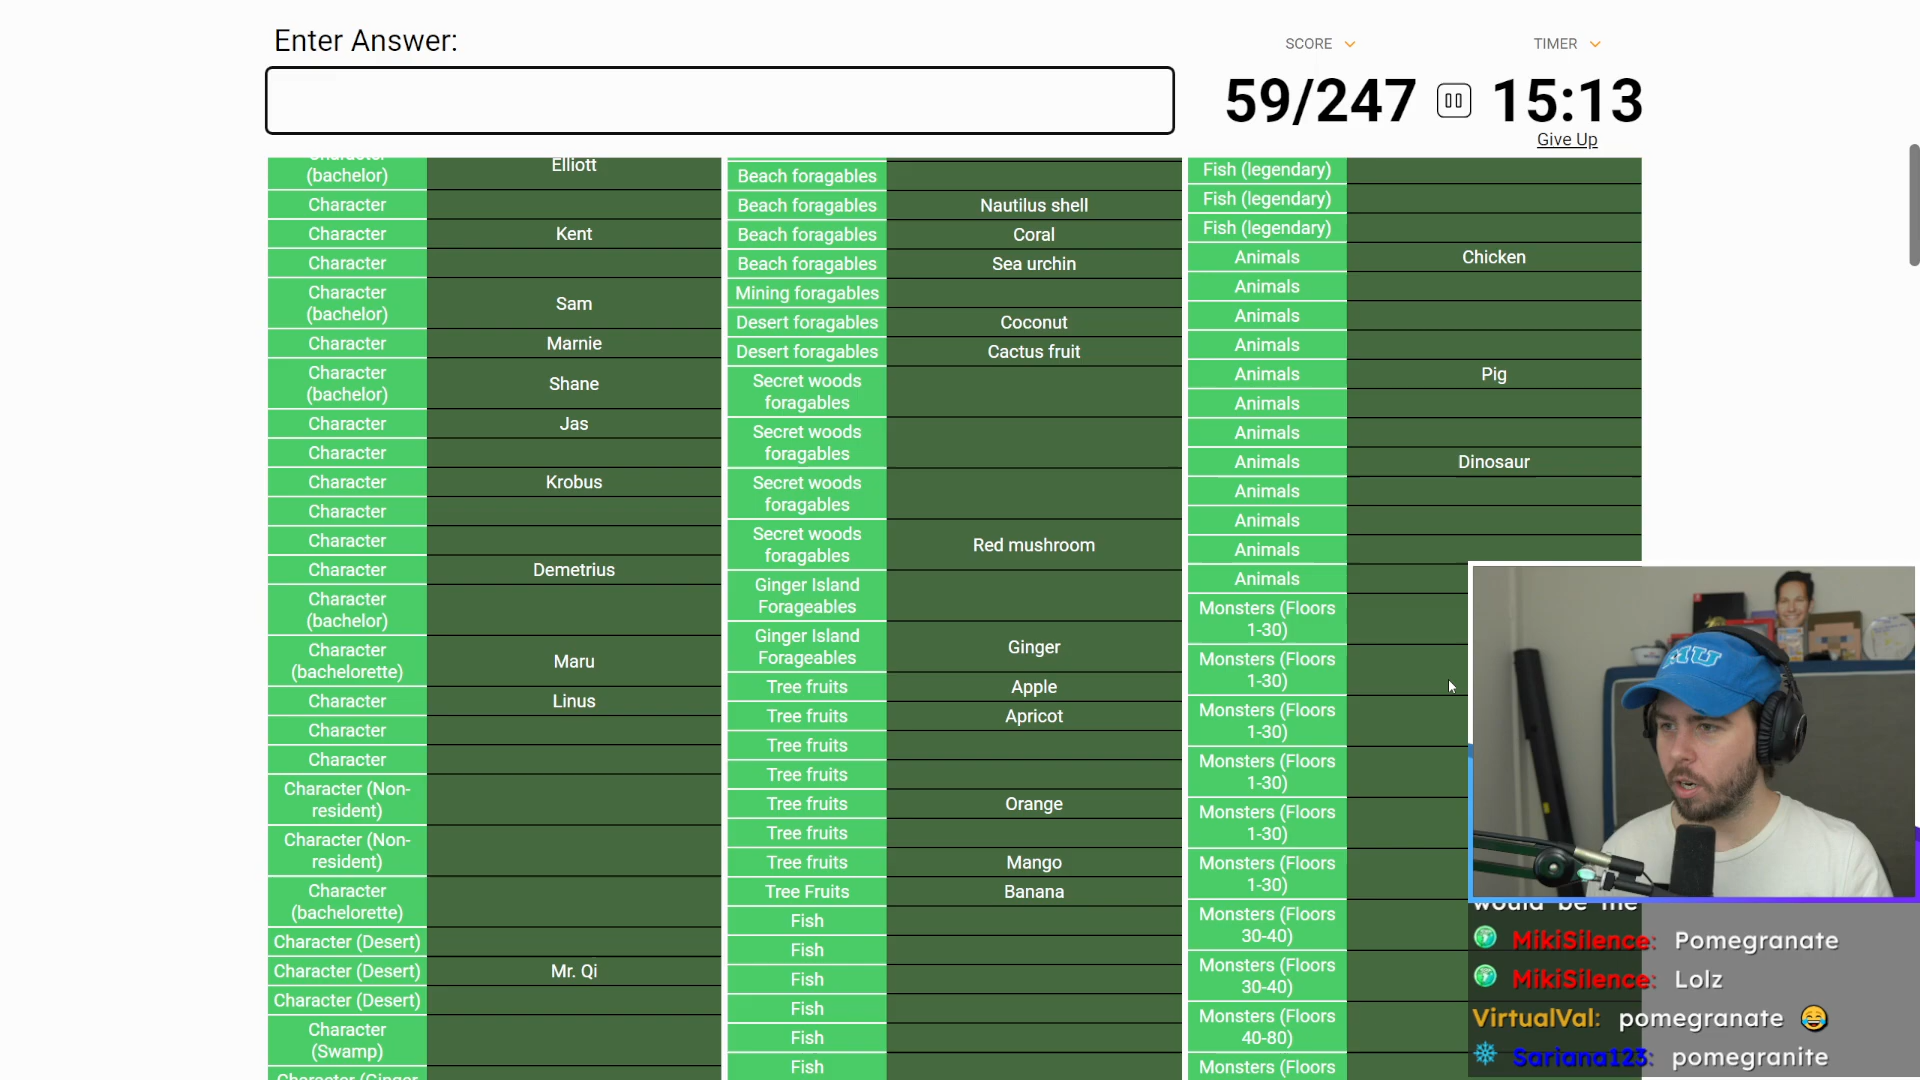 Enter Answer:
SCORE
TIMER
59/247
15:13
Give Up
Character
(bachelor)
Elliott
Character
Character
Kent
Character
Character
(bachelor)
Sam
Character
Marnie
Character
(bachelor)
Shane
Character
Jas
Character
Character
Krobus
Character
Character
Character
Demetrius
Character
(bachelor)
Character
(bachelorette)
Maru
Character
Linus
Character
Character
Character (Non-
resident)
Character (Non-
resident)
Character
(bachelorette)
Character (Desert)
Character (Desert)
Mr. Qi
Character (Desert)
Character
(Swamp)
Character (Ginger
Beach foragables
Beach foragables
Nautilus shell
Beach foragables
Coral
Beach foragables
Sea urchin
Mining foragables
Desert foragables
Coconut
Desert foragables
Cactus fruit
Secret woods
foragables
Secret woods
foragables
Secret woods
foragables
Secret woods
foragables
Red mushroom
Ginger Island
Forageables
Ginger Island
Forageables
Ginger
Tree fruits
Apple
Tree fruits
Apricot
Tree fruits
Tree fruits
Tree fruits
Orange
Tree fruits
Tree fruits
Mango
Tree Fruits
Banana
Fish
Fish
Fish
Fish
Fish
Fish
Fish (legendary)
Fish (legendary)
Fish (legendary)
Animals
Chicken
Animals
Animals
Animals
Animals
Pig
Animals
Animals
Animals
Dinosaur
Animals
Animals
Animals
Animals
Monsters (Floors
1-30)
Monsters (Floors
1-30)
Monsters (Floors
1-30)
Monsters (Floors
1-30)
Monsters (Floors
1-30)
Monsters (Floors
1-30)
Monsters (Floors
30-40)
Monsters (Floors
30-40)
Monsters (Floors
40-80)
Monsters (Floors
MU
would be me
MikiSilence: Pomegranate
MikiSilence: Lolz
VirtualVal: pomegranate 😂
Sariana123: pomegranite